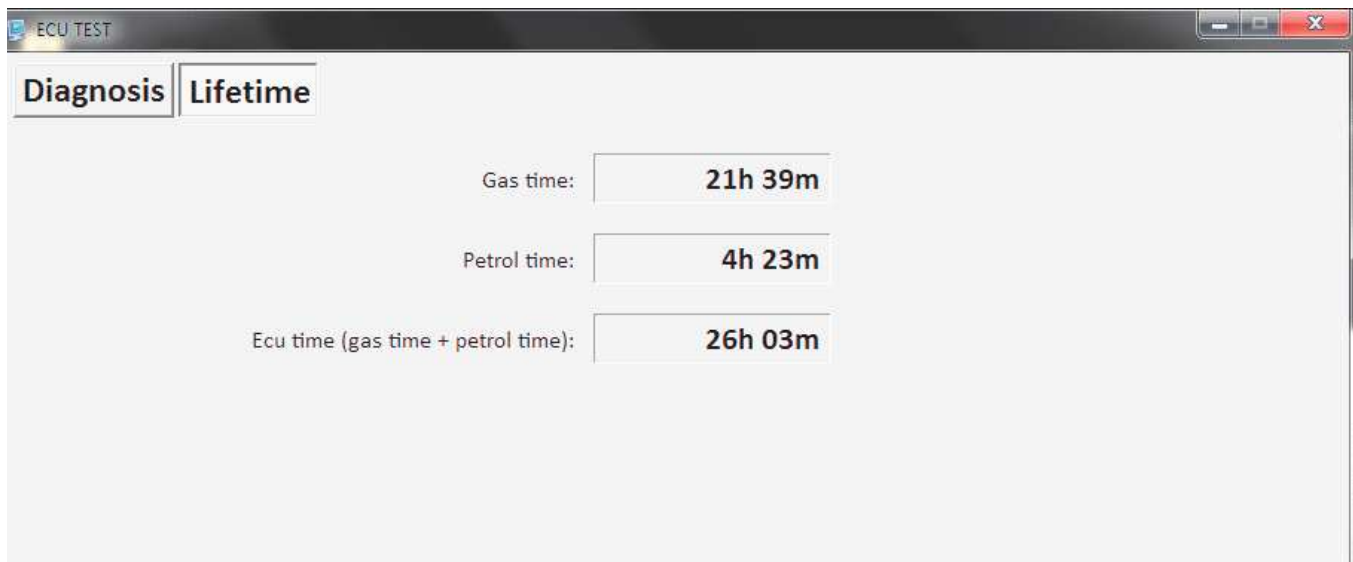 ECU TEST
Diagnosis Lifetime
Gas time: 21h 39m
Petrol time: 4h 23m
Ecu time (gas time + petrol time): 26h 03m